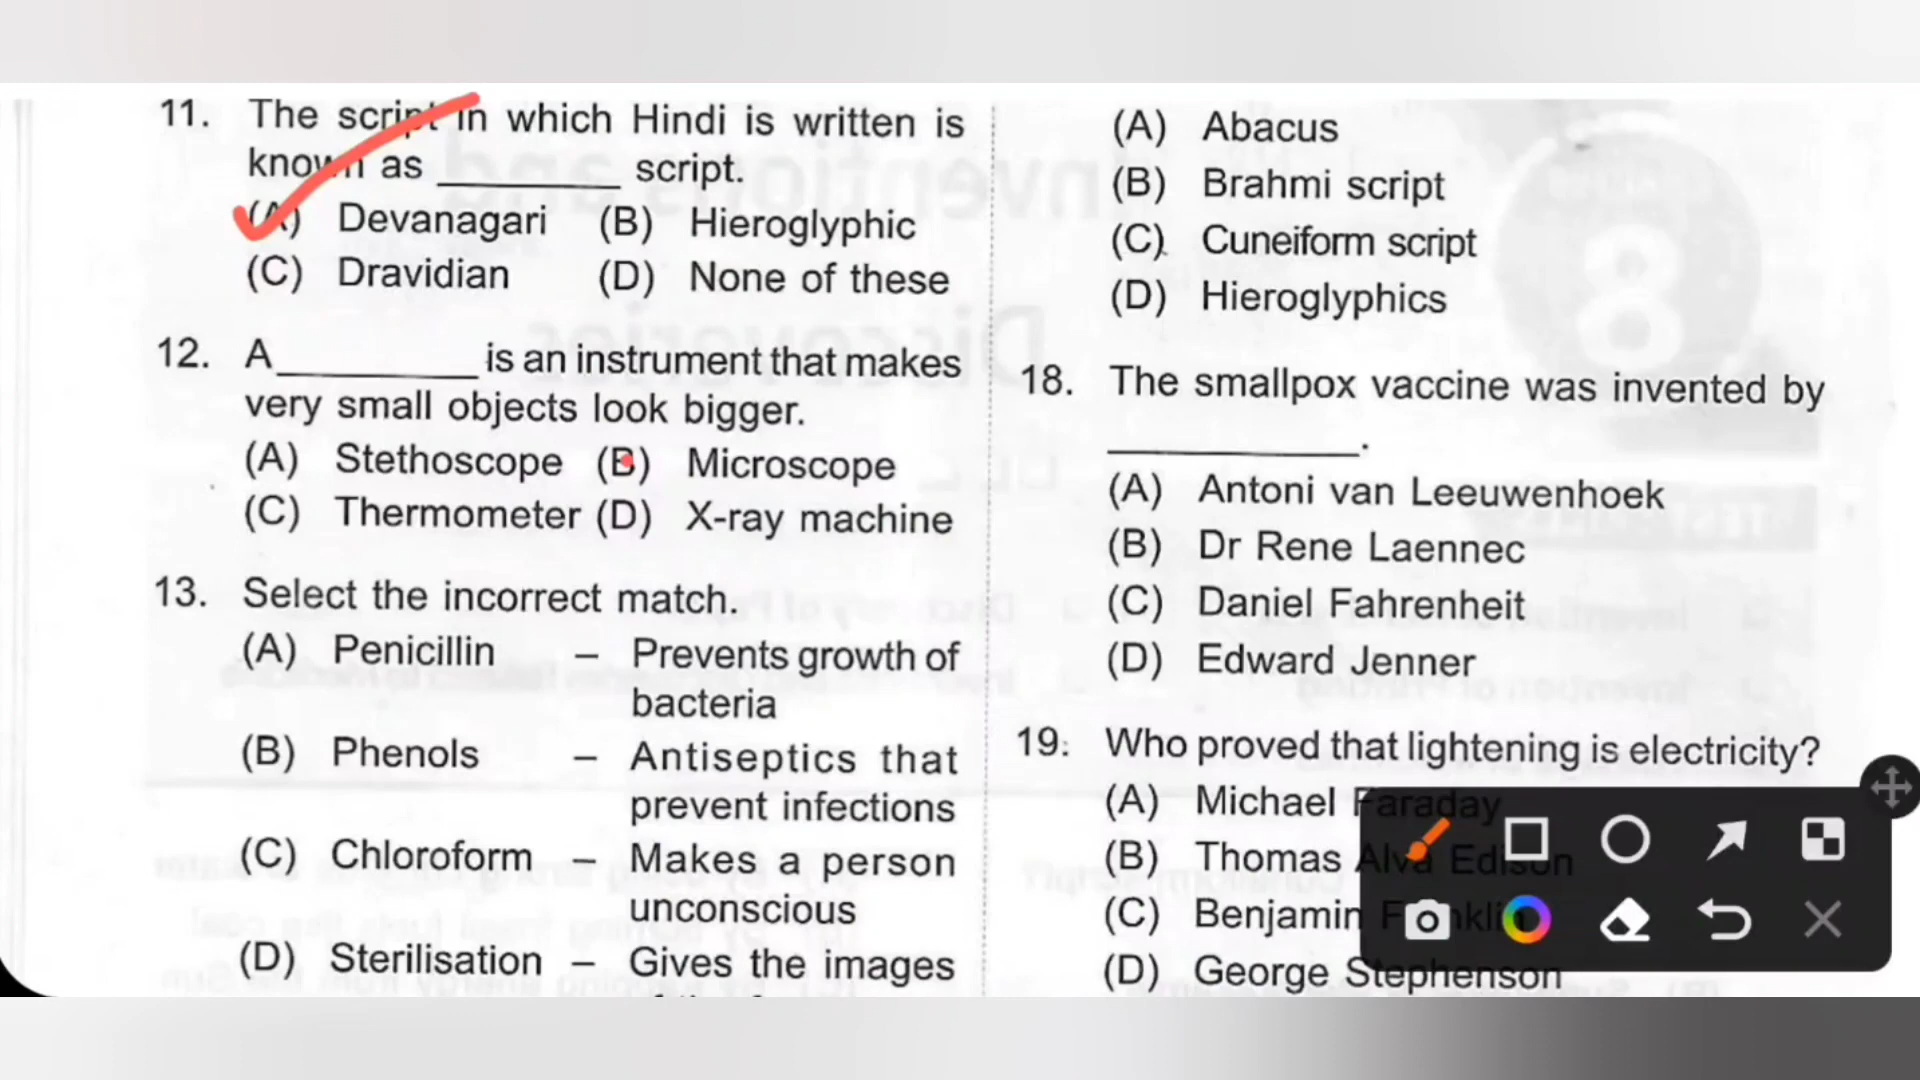 11. The script in which Hindi is written is
known as ________ script.
(A) Devanagari (B) Hieroglyphic
(C) Dravidian (D) None of these
12. A ________ is an instrument that makes
very small objects look bigger.
(A) Stethoscope (B) Microscope
(C) Thermometer (D) X-ray machine
13. Select the incorrect match.
(A) Penicillin – Prevents growth of
bacteria
(B) Phenols – Antiseptics that
prevent infections
(C) Chloroform – Makes a person
unconscious
(D) Sterilisation – Gives the images
(A) Abacus
(B) Brahmi script
(C) Cuneiform script
(D) Hieroglyphics
18. The smallpox vaccine was invented by
________.
(A) Antoni van Leeuwenhoek
(B) Dr Rene Laennec
(C) Daniel Fahrenheit
(D) Edward Jenner
19. Who proved that lightening is electricity?
(A) Michael Faraday
(B) Thomas Alva Edison
(C) Benjamin Franklin
(D) George Stephenson